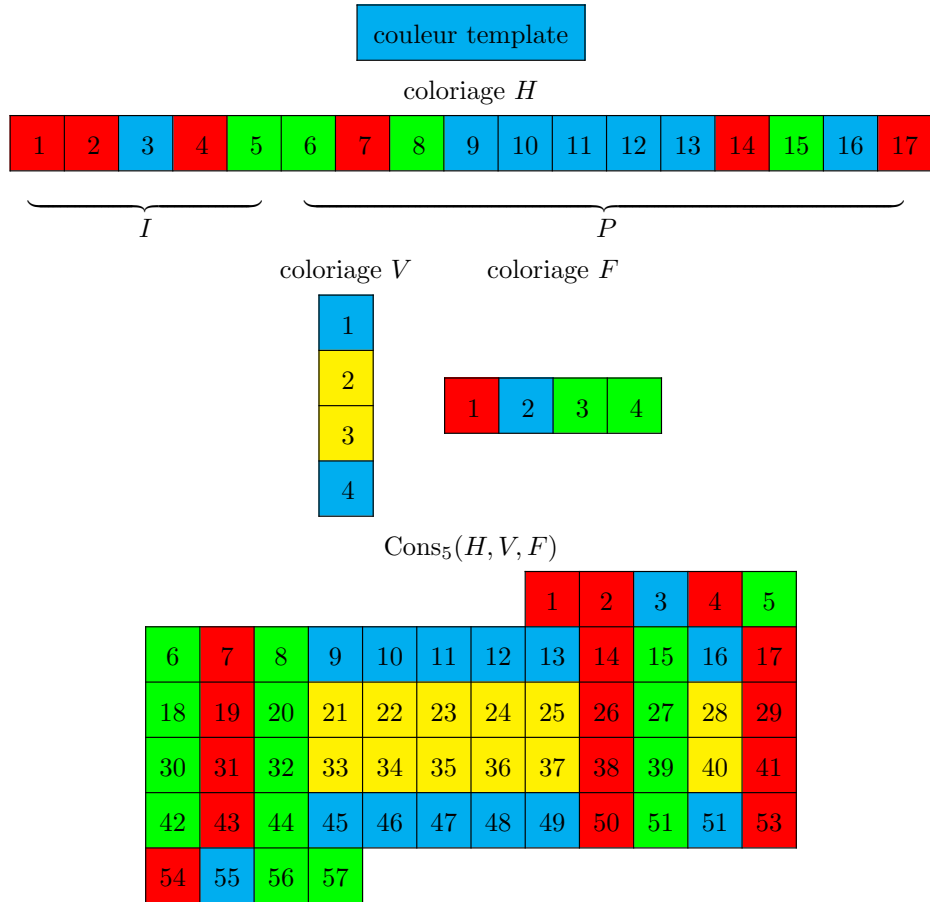 couleur template
coloriage H
1 2 3 4 5 6 7 8 9 10 11 12 13 14 15 16 17
I P
coloriage V coloriage F
1
2
3
4
1 2 3 4
Cons₅(H, V, F)
1 2 3 4 5
6 7 8 9 10 11 12 13 14 15 16 17
18 19 20 21 22 23 24 25 26 27 28 29
30 31 32 33 34 35 36 37 38 39 40 41
42 43 44 45 46 47 48 49 50 51 51 53
54 55 56 57